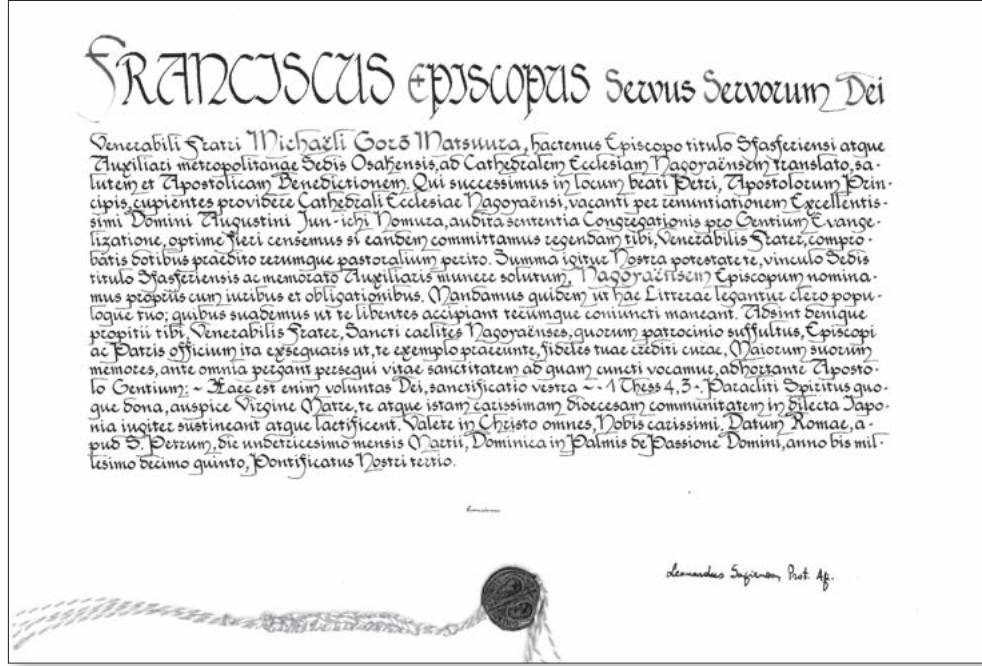 FRANCISCUS EPISCOPUS Servus Servorum Dei
Venerabili Fratri Michaëli Gorō Matsuura, hactenus Episcopo titulo Sfasferiensi atque
Auxiliari metropolitanae Sedis Osakensis, ad Cathedralem Ecclesiam Nagoyaënsem translato, sa-
lutem et Apostolicam Benedictionem. Qui successimus in locum beati Petri, Apostolorum Prin-
cipis, cupientes providere Cathedrali Ecclesiae Nagoyaënsi, vacanti per renuntiationem Excellentis-
simi Domini Augustini Jun-ichi Nomura, audita sententia Congregationis pro Gentium Evange-
lizatione, optime fieri censemus si eandem committamus regendam tibi, Venerabilis Frater, compro-
batis dotibus praedito rerumque pastoralium perito. Summa igitur Nostra potestate te, vinculo Sedis
titulo Sfasferiensis ac memorato Auxiliaris munere solutum, Nagoyaënsem Episcopum nomina-
mus propriis cum iuribus et obligationibus. Mandamus quidem ut hae Litterae legantur clero popu-
loque tuo; quibus suademus ut te libentes accipiant tecumque coniuncti maneant. Adsint denique
propitii tibi, Venerabilis Frater, Sancti caelites Nagoyaënses, quorum patrocinio suffultus, Episcopi
ac Patris officium ita exsequaris ut, te exemplo praeeunte, fideles tuae crediti curae, Maiorum suorum
memores, ante omnia pergant persequi vitae sanctitatem ad quam cuncti vocamur, adhortante Aposto-
lo Gentium: ~ Haec est enim voluntas Dei, sanctificatio vestra ~ - 1 Thess 4, 3 -. Paracliti Spiritus quo-
que dona, auspice Virgine Matre, te atque istam carissimam dioecesam communitatem in dilecta Iapo-
nia iugiter sustineant atque laetificent. Valete in Christo omnes, Nobis carissimi. Datum Romae, a-
pud S. Petrum, die undetricesimo mensis Martii, Dominica in Palmis de Passione Domini, anno bis mil-
lesimo decimo quinto, Pontificatus Nostri tertio.
Franciscus
Leonardus Sapienza, Prot. Ap.